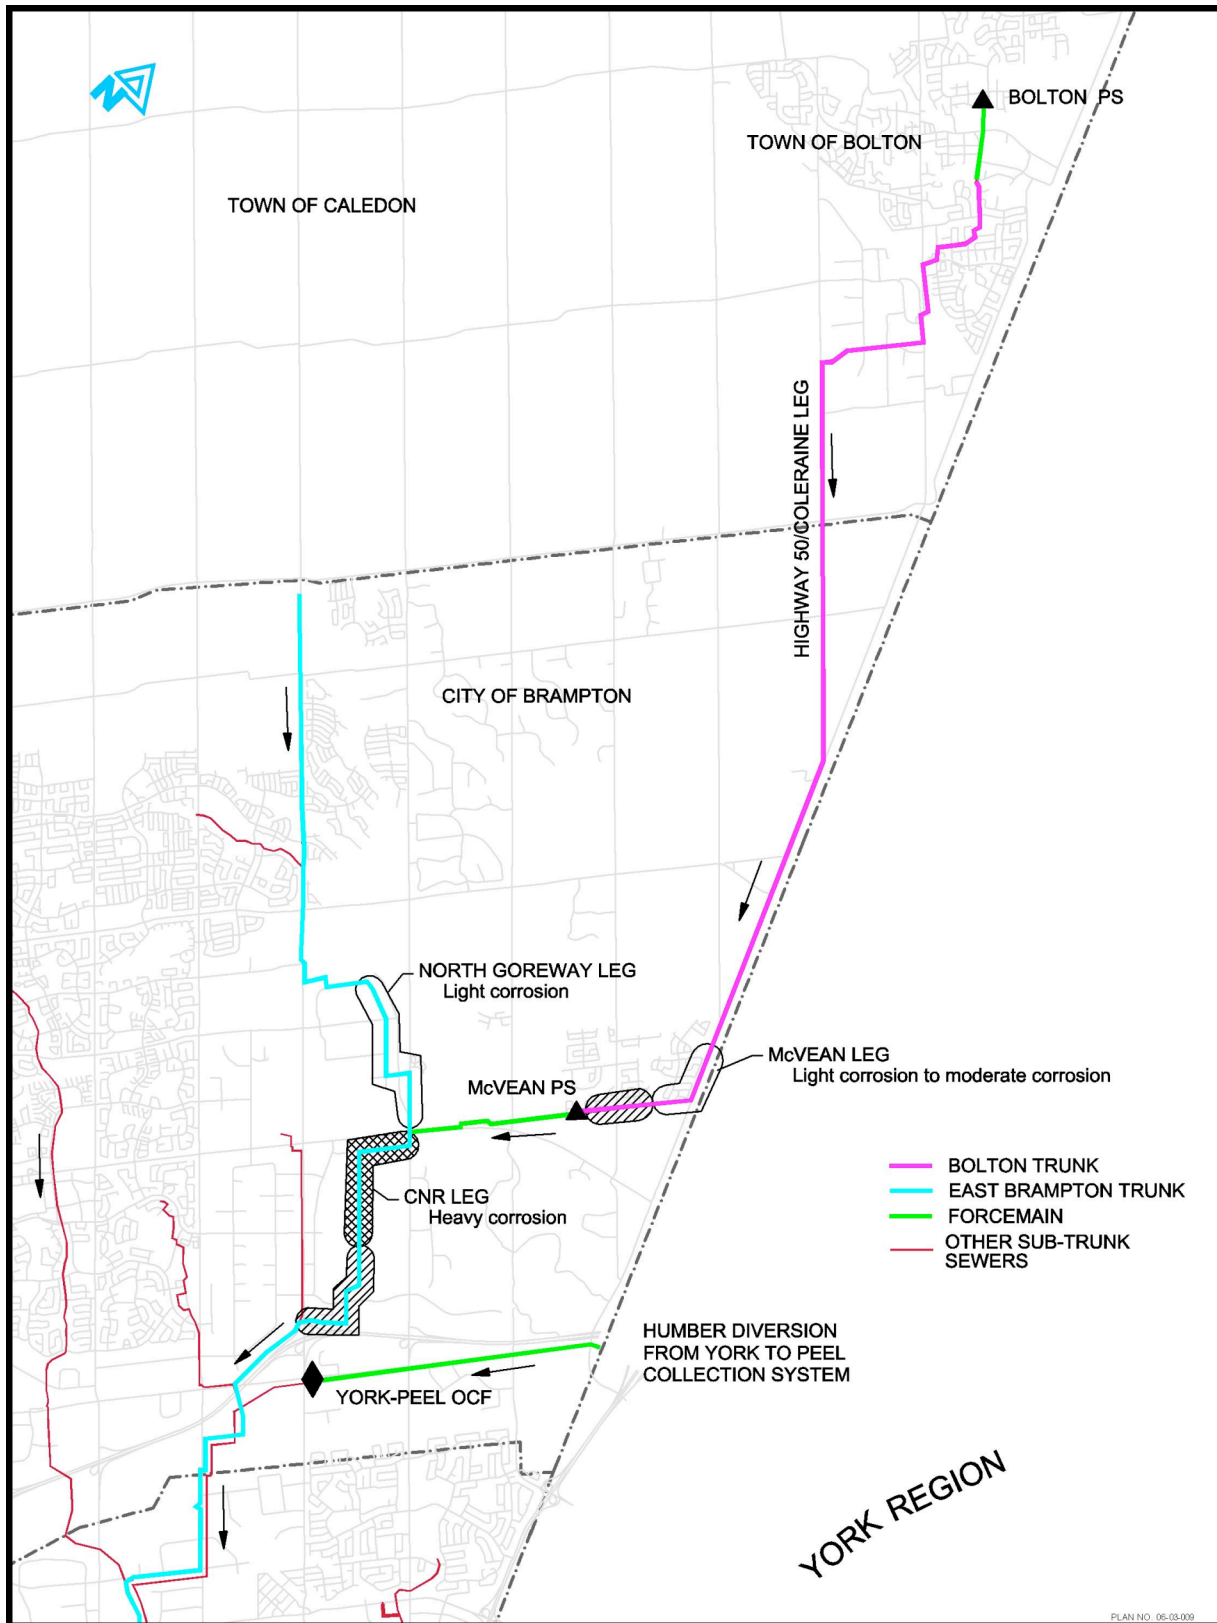 N
BOLTON PS
TOWN OF BOLTON
TOWN OF CALEDON
HIGHWAY 50/COLERAINE LEG
CITY OF BRAMPTON
NORTH GOREWAY LEG
Light corrosion
McVEAN LEG
Light corrosion to moderate corrosion
McVEAN PS
CNR LEG
Heavy corrosion
BOLTON TRUNK
EAST BRAMPTON TRUNK
FORCEMAIN
OTHER SUB-TRUNK
SEWERS
HUMBER DIVERSION
FROM YORK TO PEEL
COLLECTION SYSTEM
YORK-PEEL OCF
YORK REGION
PLAN NO. 06-03-009